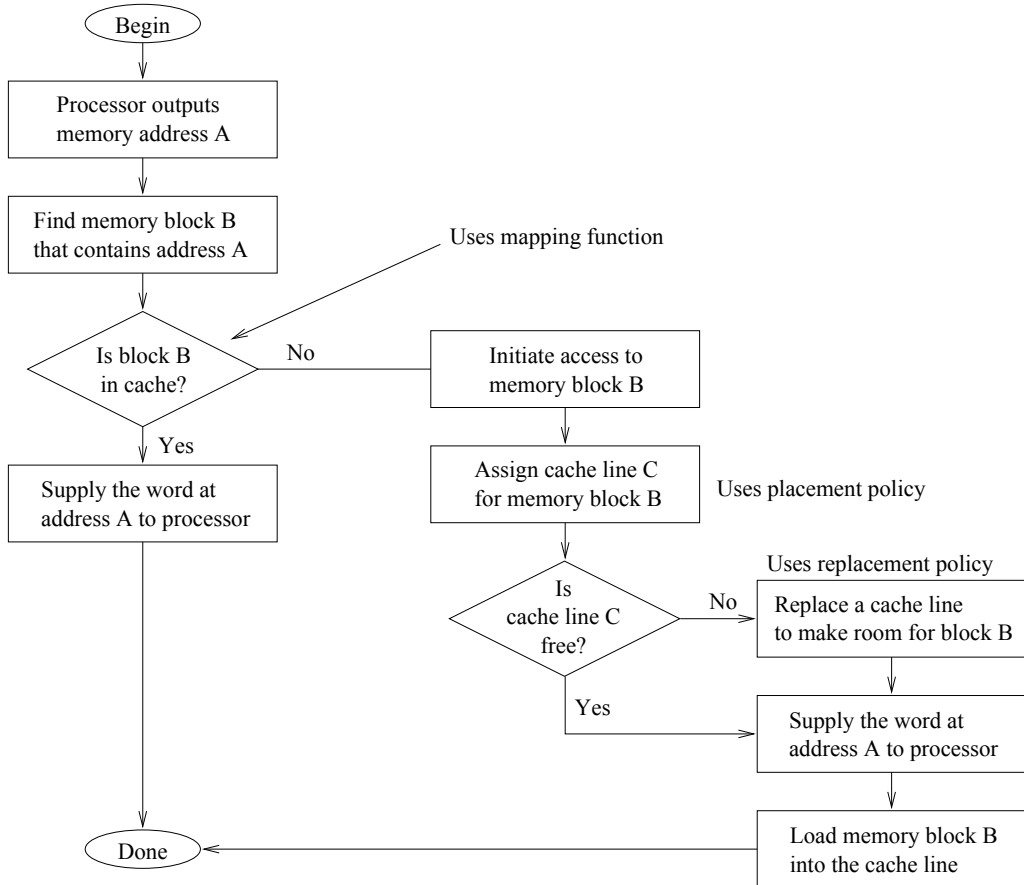 Begin
Processor outputs
memory address A
Find memory block B
that contains address A
Uses mapping function
Is block B
in cache?
No
Yes
Initiate access to
memory block B
Supply the word at
address A to processor
Assign cache line C
for memory block B
Uses placement policy
Uses replacement policy
Is
cache line C
free?
No
Yes
Replace a cache line
to make room for block B
Supply the word at
address A to processor
Load memory block B
into the cache line
Done